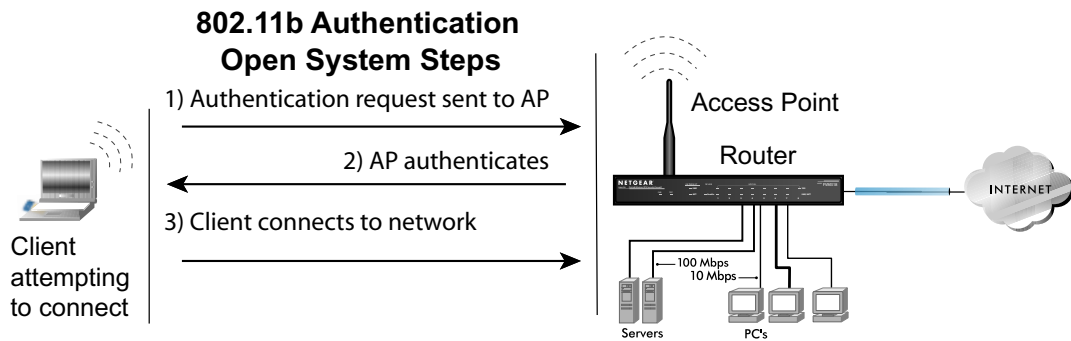 802.11b Authentication
Open System Steps
1) Authentication request sent to AP
2) AP authenticates
3) Client connects to network
Client
attempting
to connect
Access Point
Router
NETGEAR
INTERNET
100 Mbps
10 Mbps
Servers
PC's